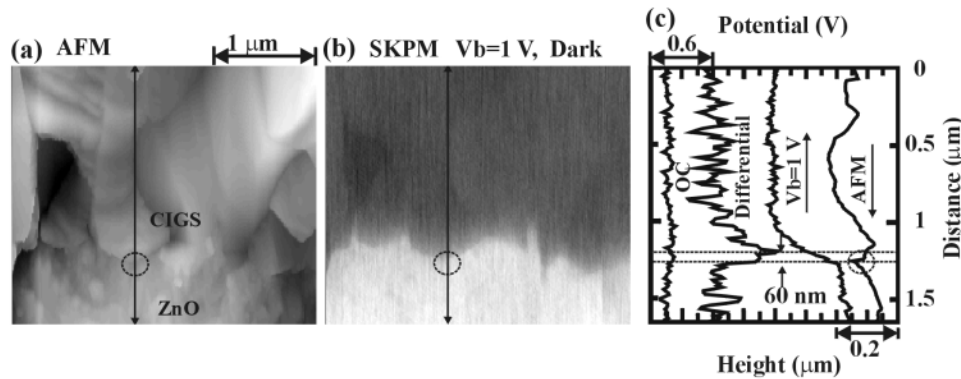 (a) AFM
1 μm
CIGS
ZnO
(b) SKPM Vb=1 V, Dark
(c) Potential (V)
0.6
OC
Differential
Vb=1 V
AFM
60 nm
0
0.5
1
1.5
Distance (μm)
0.2
Height (μm)